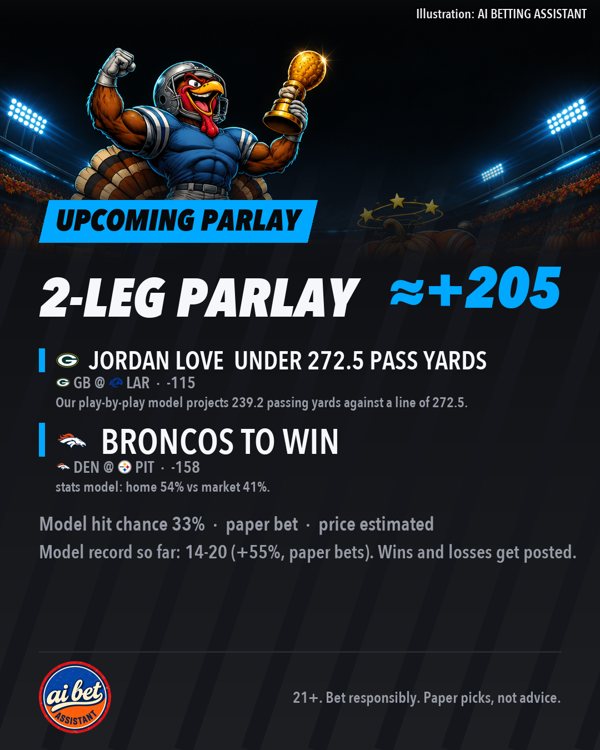 Illustration: AI BETTING ASSISTANT
UPCOMING PARLAY
2-LEG PARLAY ≈+205
JORDAN LOVE UNDER 272.5 PASS YARDS
GB @ LAR · -115
Our play-by-play model projects 239.2 passing yards against a line of 272.5.
BRONCOS TO WIN
DEN @ PIT · -158
stats model: home 54% vs market 41%.
Model hit chance 33% · paper bet · price estimated
Model record so far: 14-20 (+55%, paper bets). Wins and losses get posted.
ai bet
ASSISTANT
21+. Bet responsibly. Paper picks, not advice.